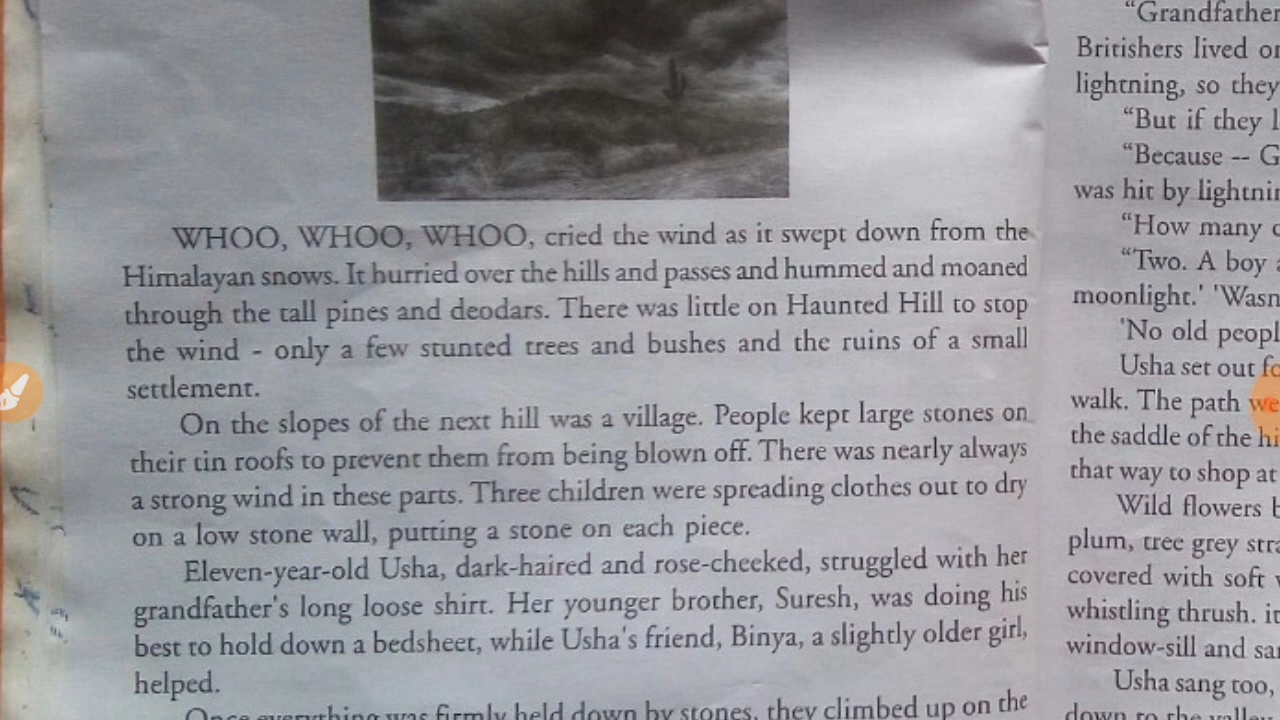 WHOO, WHOO, WHOO, cried the wind as it swept down from the
Himalayan snows. It hurried over the hills and passes and hummed and moaned
through the tall pines and deodars. There was little on Haunted Hill to stop
the wind - only a few stunted trees and bushes and the ruins of a small
settlement.
On the slopes of the next hill was a village. People kept large stones on
their tin roofs to prevent them from being blown off. There was nearly always
a strong wind in these parts. Three children were spreading clothes out to dry
on a low stone wall, putting a stone on each piece.
Eleven-year-old Usha, dark-haired and rose-cheeked, struggled with her
grandfather's long loose shirt. Her younger brother, Suresh, was doing his
best to hold down a bedsheet, while Usha's friend, Binya, a slightly older girl,
helped.
Once everything was firmly held down by stones, they climbed up on the
"Grandfather
Britishers lived
lightning, so they
"But if they
"Because -- G
was hit by
"How many
"Two. A boy
moonlight.' 'Wasn
'No old
Usha set out
walk. The path we
the saddle of the
that way to shop at
Wild flowers
plum, tree grey
covered with soft
whistling thrush.
window-sill and
Usha sang too,
down to the